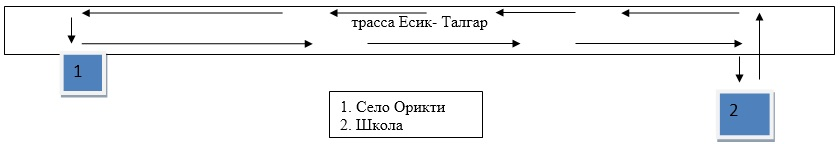 трасса Есик- Талгар
1
2
1. Село Орикти
2. Школа